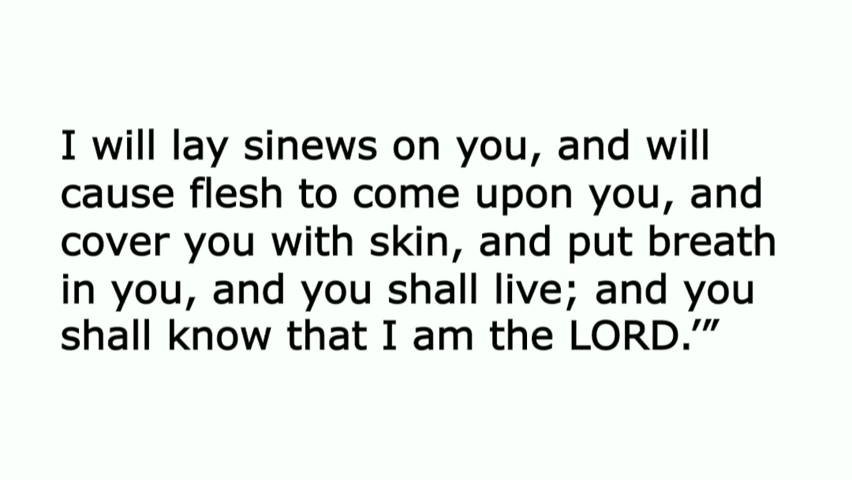 I will lay sinews on you, and will
cause flesh to come upon you, and
cover you with skin, and put breath
in you, and you shall live; and you
shall know that I am the LORD.’”